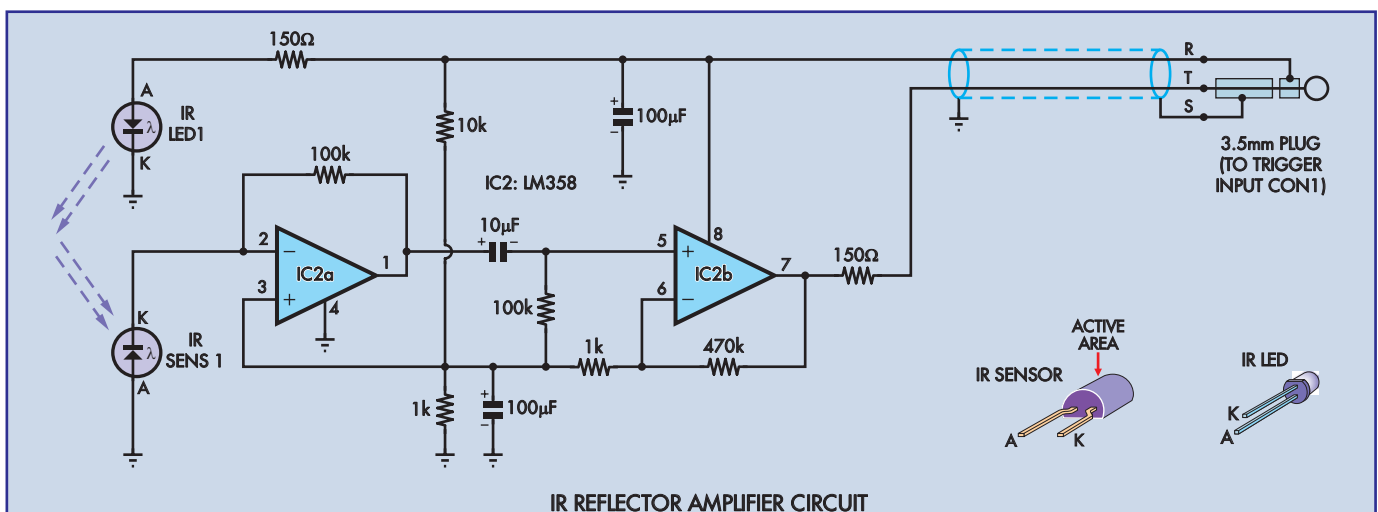 150Ω
R
T
S
A
IR
LED1
λ
K
10k
100µF
+
−
3.5mm PLUG
(TO TRIGGER
INPUT CON1)
100k
IC2: LM358
10µF
+
−
2
−
3
+
IC2a
1
4
5
+
6
−
IC2b
8
7
150Ω
K
IR
SENS 1
λ
A
100k
1k
470k
1k
+
−
100µF
ACTIVE
AREA
IR SENSOR
A
K
IR LED
K
A
IR REFLECTOR AMPLIFIER CIRCUIT